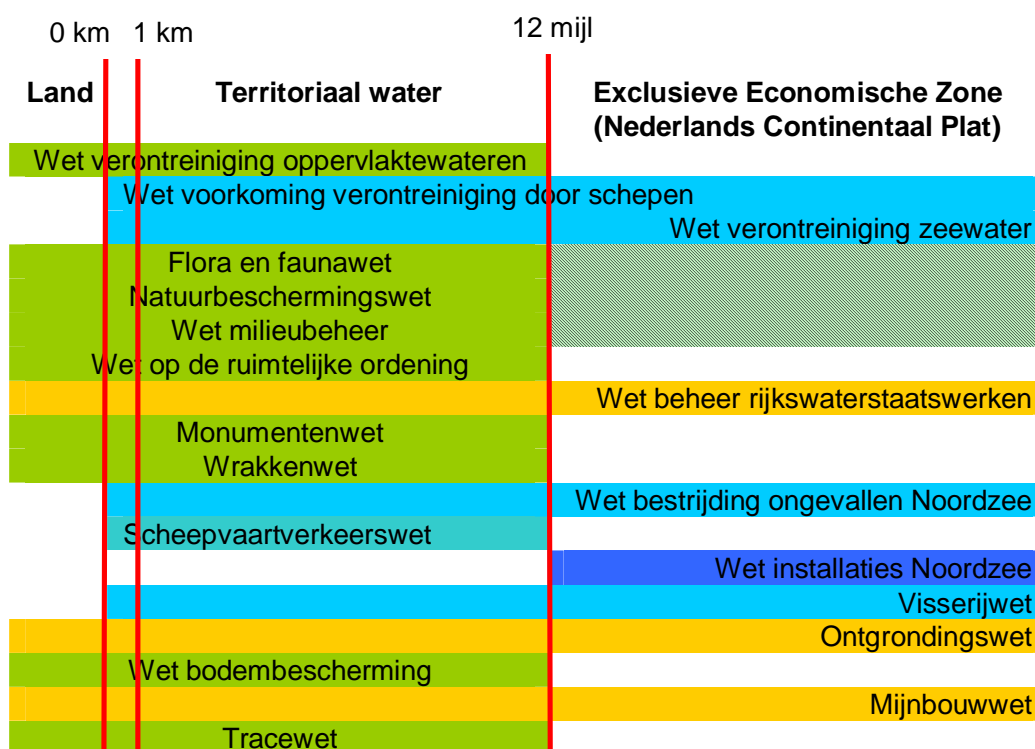 0 km 1 km 12 mijl
Land Territoriaal water Exclusieve Economische Zone
(Nederlands Continentaal Plat)
Wet verontreiniging oppervlaktewateren
Wet voorkoming verontreiniging door schepen
Wet verontreiniging zeewater
Flora en faunawet
Natuurbeschermingswet
Wet milieubeheer
Wet op de ruimtelijke ordening
Wet beheer rijkswaterstaatswerken
Monumentenwet
Wrakkenwet
Wet bestrijding ongevallen Noordzee
Scheepvaartverkeerswet
Wet installaties Noordzee
Visserijwet
Ontgrondingswet
Wet bodembescherming
Mijnbouwwet
Tracewet